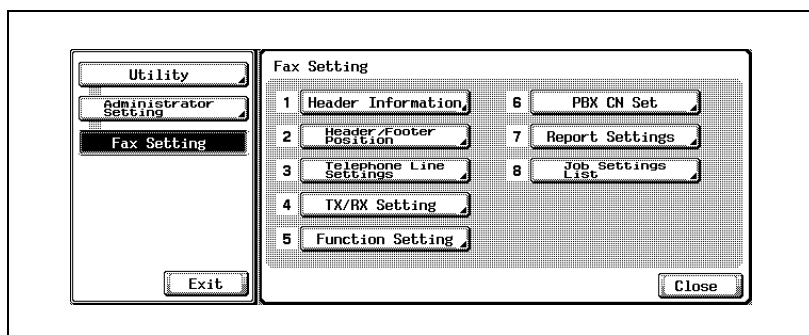 Utility
Administrator
Setting
Fax Setting
Exit
Fax Setting
1 Header Information
2 Header/Footer
Position
3 Telephone Line
Settings
4 TX/RX Setting
5 Function Setting
6 PBX CN Set
7 Report Settings
8 Job Settings
List
Close